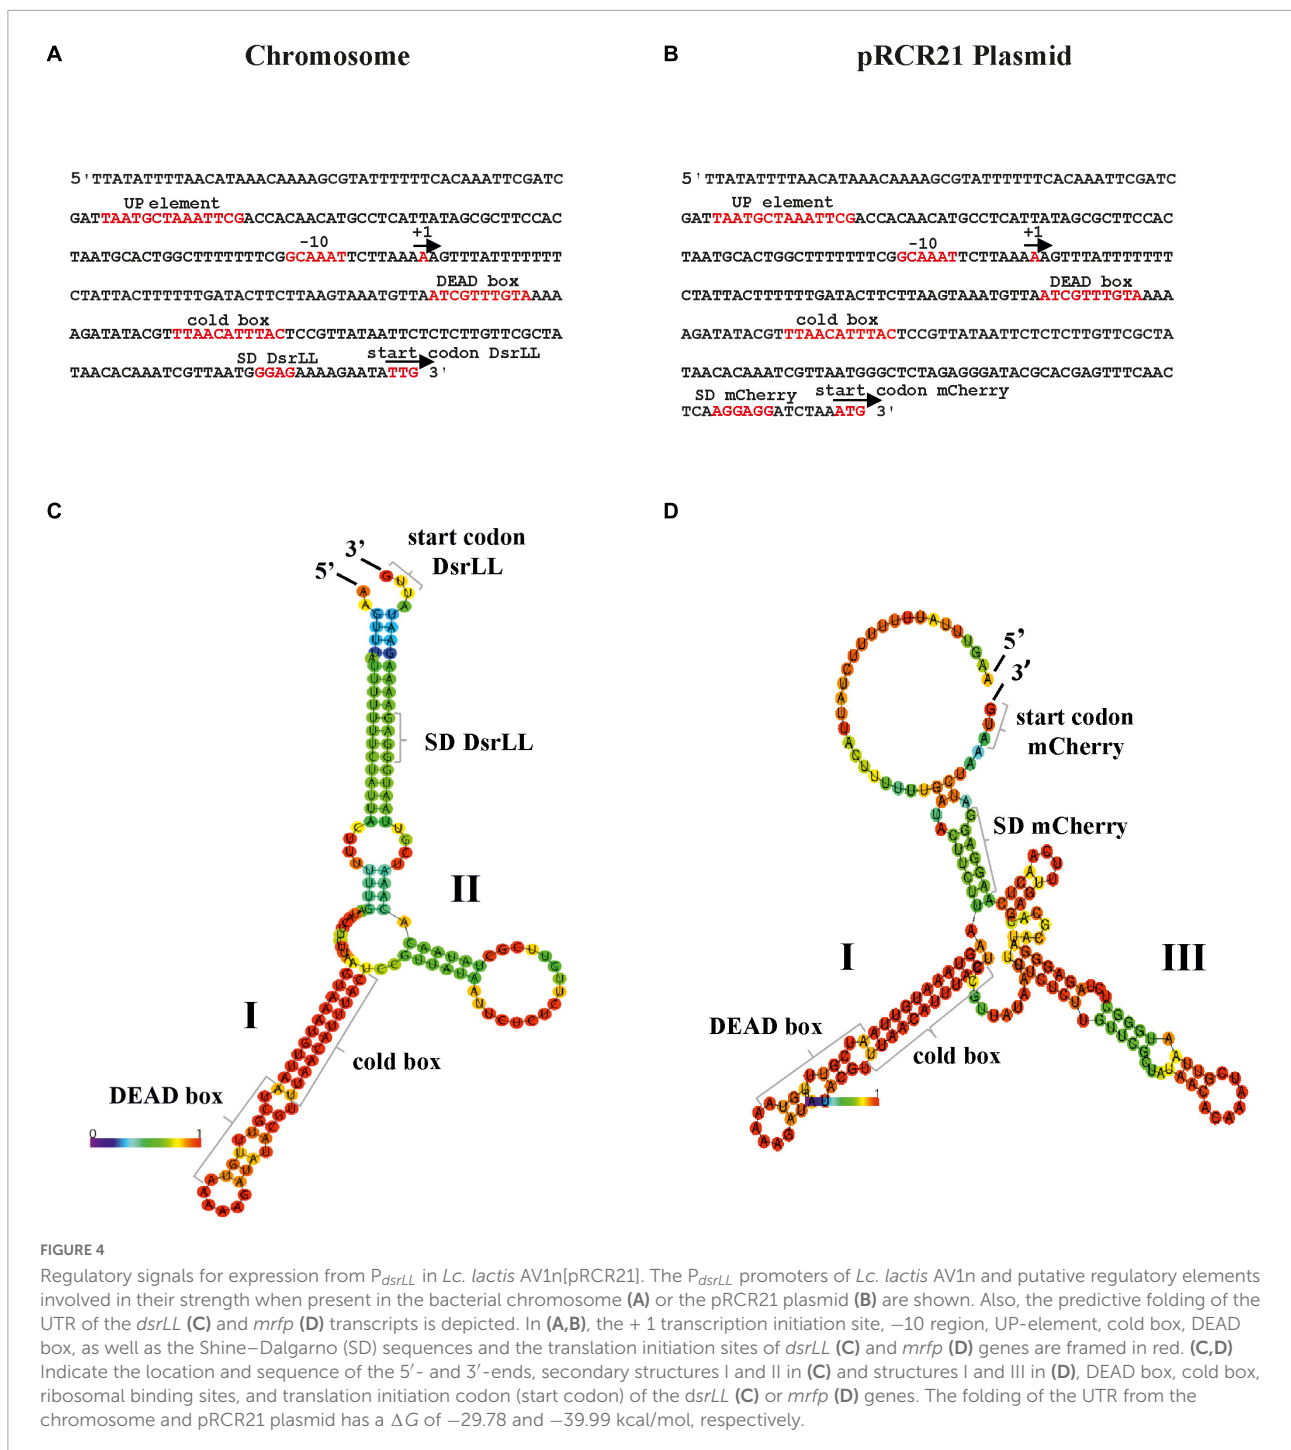 A
Chromosome
B
pRCR21 Plasmid
5'TTATATTTTAACATAAACAAAAGCGTATTTTTTCACAAATTCGATC
UP element
GATTAATGCTAAATTCGACCACAACATGCCTCATTATAGCGCTTCCAC
-10
+1
TAATGCACTGGCTTTTTTTCGGCAAATTCTTAAAAAGTTTATTTTTTT
DEAD box
CTATTACTTTTTTGATACTTCTTAAGTAAATGTTAATCGTTTGTAAAA
cold box
AGATATACGTTTAACATTTACTCCGTTATAATTCTCTCTTGTTCGCTA
SD DsrLL
start codon DsrLL
TAACACAAATCGTTAATGGGAGAAAAGAATATTG 3'
5'TTATATTTTAACATAAACAAAAGCGTATTTTTTCACAAATTCGATC
UP element
GATTAATGCTAAATTCGACCACAACATGCCTCATTATAGCGCTTCCAC
-10
+1
TAATGCACTGGCTTTTTTTCGGCAAATTCTTAAAAAGTTTATTTTTTT
DEAD box
CTATTACTTTTTTGATACTTCTTAAGTAAATGTTAATCGTTTGTAAAA
cold box
AGATATACGTTTAACATTTACTCCGTTATAATTCTCTCTTGTTCGCTA
TAACACAAATCGTTAATGGGCTCTAGAGGGATACGCACGAGTTTCAAC
SD mCherry
start codon mCherry
TCAAGGAGGATCTAAATG 3'
C
3’
5’
start codon
DsrLL
SD DsrLL
II
I
cold box
DEAD box
0
1
D
5’
3’
start codon
mCherry
SD mCherry
I
III
DEAD box
cold box
1
FIGURE 4
Regulatory signals for expression from PdsrLL in Lc. lactis AV1n[pRCR21]. The PdsrLL promoters of Lc. lactis AV1n and putative regulatory elements
involved in their strength when present in the bacterial chromosome (A) or the pRCR21 plasmid (B) are shown. Also, the predictive folding of the
UTR of the dsrLL (C) and mrfp (D) transcripts is depicted. In (A,B), the + 1 transcription initiation site, −10 region, UP-element, cold box, DEAD
box, as well as the Shine–Dalgarno (SD) sequences and the translation initiation sites of dsrLL (C) and mrfp (D) genes are framed in red. (C,D)
Indicate the location and sequence of the 5′- and 3′-ends, secondary structures I and II in (C) and structures I and III in (D), DEAD box, cold box,
ribosomal binding sites, and translation initiation codon (start codon) of the dsrLL (C) or mrfp (D) genes. The folding of the UTR from the
chromosome and pRCR21 plasmid has a ΔG of −29.78 and −39.99 kcal/mol, respectively.